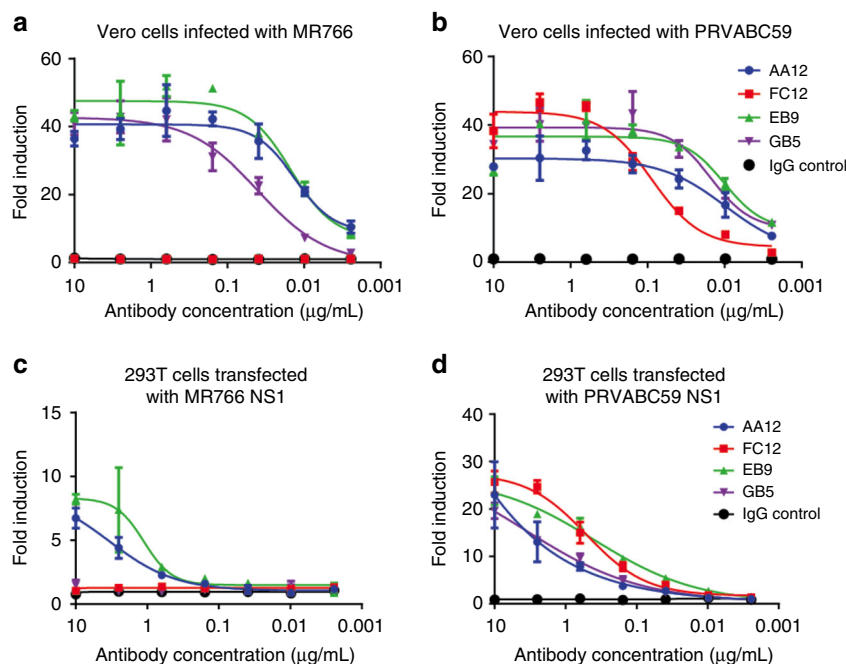 a
Vero cells infected with MR766
Fold induction
60
40
20
0
10
1
0.1
0.01
0.001
Antibody concentration (μg/mL)
b
Vero cells infected with PRVABC59
Fold induction
60
40
20
0
10
1
0.1
0.01
0.001
Antibody concentration (μg/mL)
AA12
FC12
EB9
GB5
IgG control
c
293T cells transfected
with MR766 NS1
Fold induction
15
10
5
0
10
1
0.1
0.01
0.001
Antibody concentration (μg/mL)
d
293T cells transfected
with PRVABC59 NS1
Fold induction
40
30
20
10
0
10
1
0.1
0.01
0.001
Antibody concentration (μg/mL)
AA12
FC12
EB9
GB5
IgG control